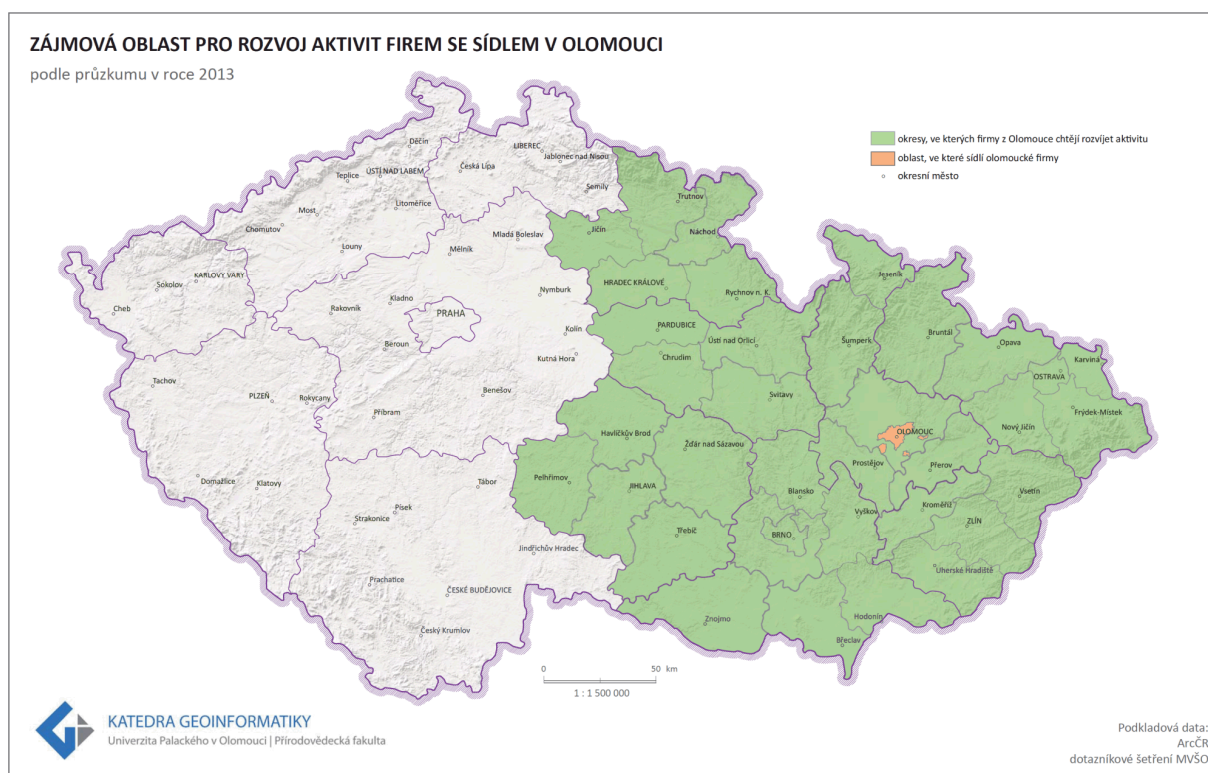 ZÁJMOVÁ OBLAST PRO ROZVOJ AKTIVIT FIREM SE SÍDLEM V OLOMOUCI
podle průzkumu v roce 2013
okresy, ve kterých firmy z Olomouce chtějí rozvíjet aktivitu
oblast, ve které sídlí olomoucké firmy
okresní město
Děčín
LIBEREC
Jablonec nad Nisou
Česká Lípa
ÚSTÍ NAD LABEM
Teplice
Semily
Trutnov
Litoměřice
Most
Chomutov
Mladá Boleslav
Jičín
Náchod
Louny
Mělník
KARLOVY VARY
Sokolov
Jeseník
HRADEC KRÁLOVÉ
Nymburk
Rychnov n. K.
Cheb
Rakovník
Kladno
PRAHA
Kolín
PARDUBICE
Bruntál
Opava
Beroun
Kutná Hora
Chrudim
Ústí nad Orlicí
Šumperk
Karviná
OSTRAVA
Tachov
PLZEŇ
Rokycany
Benešov
Svitavy
Příbram
Frýdek-Místek
Havlíčkův Brod
Žďár nad Sázavou
OLOMOUC
Nový Jičín
Prostějov
Přerov
Domažlice
Klatovy
Tábor
Pelhřimov
JIHLAVA
Blansko
Vsetín
Písek
Strakonice
Vyškov
Kroměříž
ZLÍN
Třebíč
BRNO
Jindřichův Hradec
Uherské Hradiště
Prachatice
ČESKÉ BUDĚJOVICE
Znojmo
Hodonín
Český Krumlov
Břeclav
0 50 km
1 : 1 500 000
KATEDRA GEOINFORMATIKY
Univerzita Palackého v Olomouci | Přírodovědecká fakulta
Podkladová data:
ArcČR
dotazníkové šetření MVŠO